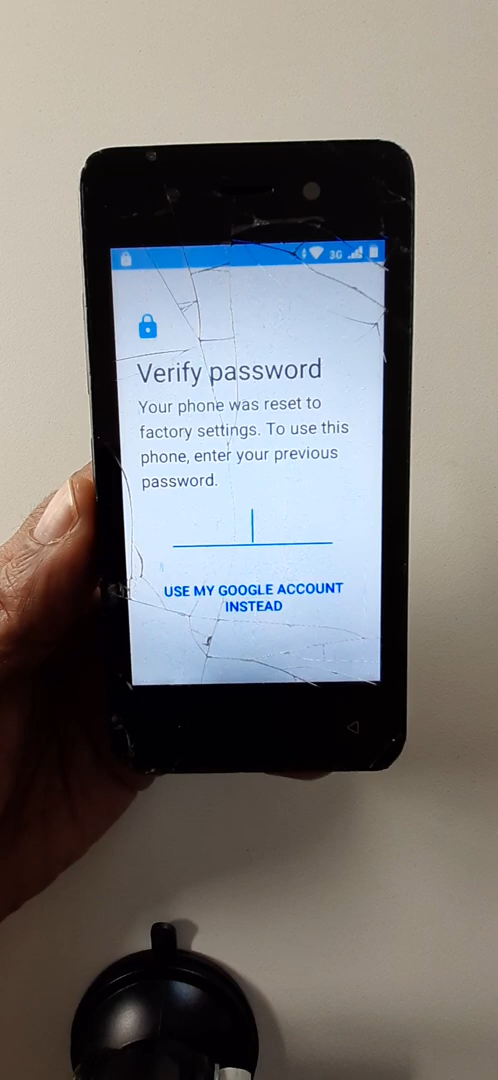 3G
Verify password
Your phone was reset to
factory settings. To use this
phone, enter your previous
password.
USE MY GOOGLE ACCOUNT
INSTEAD